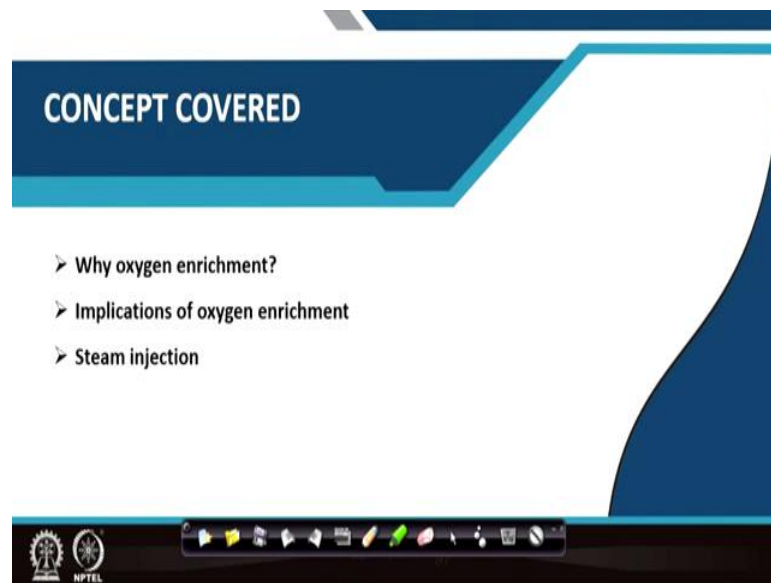 CONCEPT COVERED
➤ Why oxygen enrichment?
➤ Implications of oxygen enrichment
➤ Steam injection
NPTEL